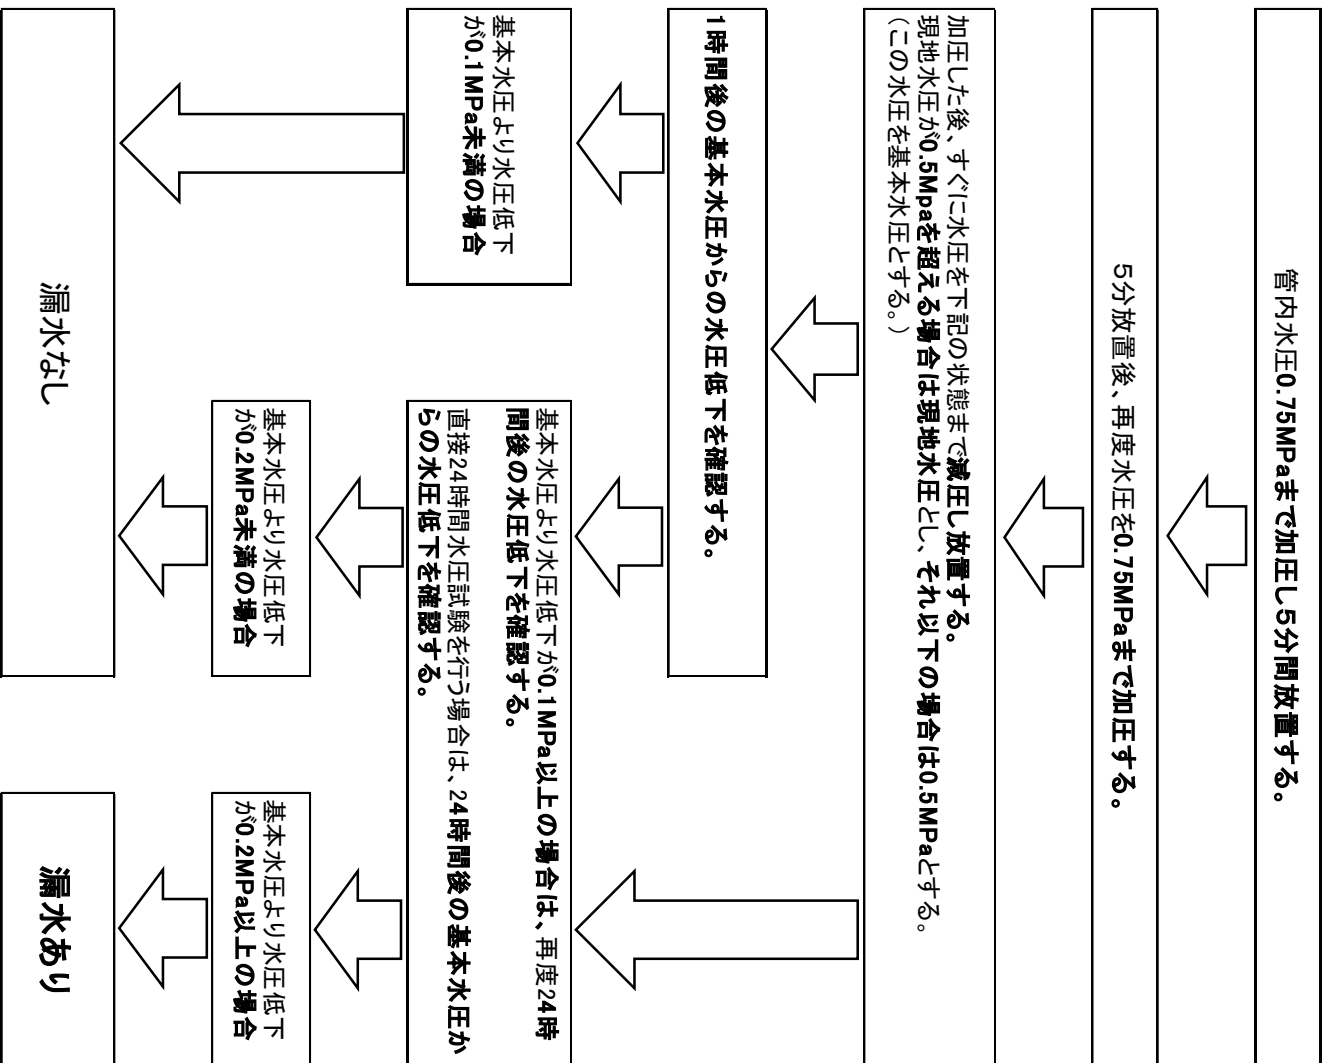 管内水圧0.75MPaまで加圧し5分間放置する。
5分放置後、再度水圧を0.75MPaまで加圧する。
加圧した後、すぐに水圧を下記の状態まで減圧し放置する。
現地水圧が0.5Mpaを超える場合は現地水圧とし、それ以下の場合は0.5MPaとする。
(この水圧を基本水圧とする。)
1時間後の基本水圧からの水圧低下を確認する。
基本水圧より水圧低下
が0.1MPa未満の場合
基本水圧より水圧低下が0.1MPa以上の場合は、再度24時
間後の水圧低下を確認する。
直接24時間水圧試験を行う場合は、24時間後の基本水圧か
らの水圧低下を確認する。
基本水圧より水圧低下
が0.2MPa未満の場合
基本水圧より水圧低下
が0.2MPa以上の場合
漏水なし
漏水あり